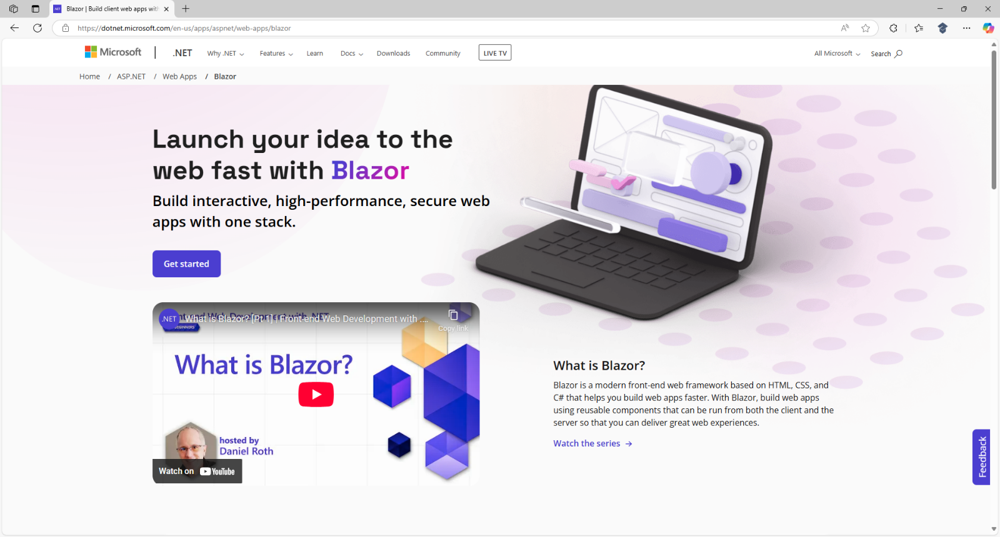 Blazor | Build client web apps with
https://dotnet.microsoft.com/en-us/apps/aspnet/web-apps/blazor
Microsoft
.NET
Why .NET
Features
Learn
Docs
Downloads
Community
LIVE TV
All Microsoft
Search
Home / ASP.NET / Web Apps / Blazor
Launch your idea to the
web fast with Blazor
Build interactive, high-performance, secure web
apps with one stack.
Get started
.NET
What is Blazor? [Pt 1] | Front-end Web Development with ....
Copy link
BEGINNERS
What is Blazor?
hosted by
Daniel Roth
Watch on YouTube
What is Blazor?
Blazor is a modern front-end web framework based on HTML, CSS, and
C# that helps you build web apps faster. With Blazor, build web apps
using reusable components that can be run from both the client and the
server so that you can deliver great web experiences.
Watch the series →
Feedback